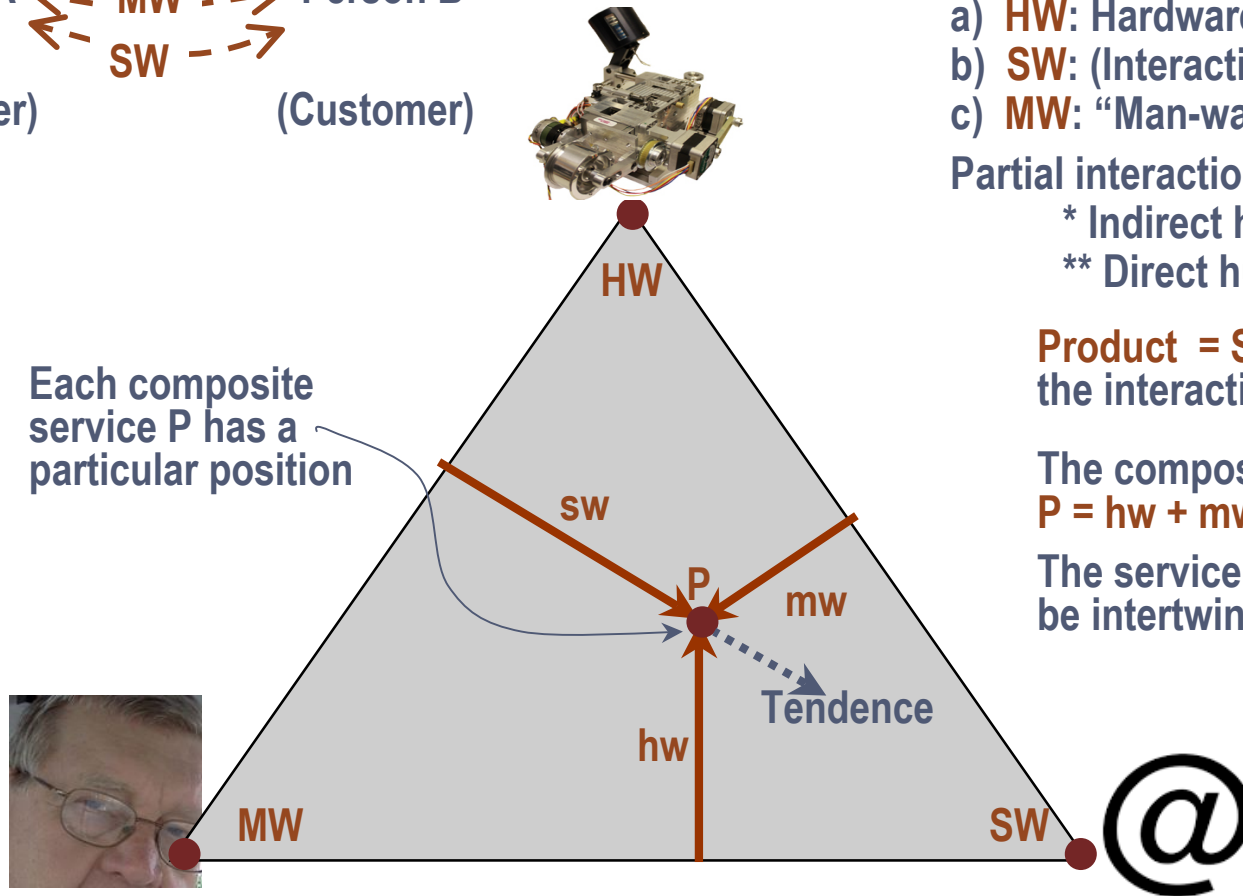 MW
Person B
SW
(Customer)
a) HW: Hardware
b) SW: (Interacti
c) MW: “Man-wa
Partial interactio
* Indirect h
** Direct h
HW
Product = S
the interacti
Each composite
service P has a
particular position
The compos
P = hw + mw
sw
The service
be intertwin
P
mw
Tendence
hw
MW
SW
@